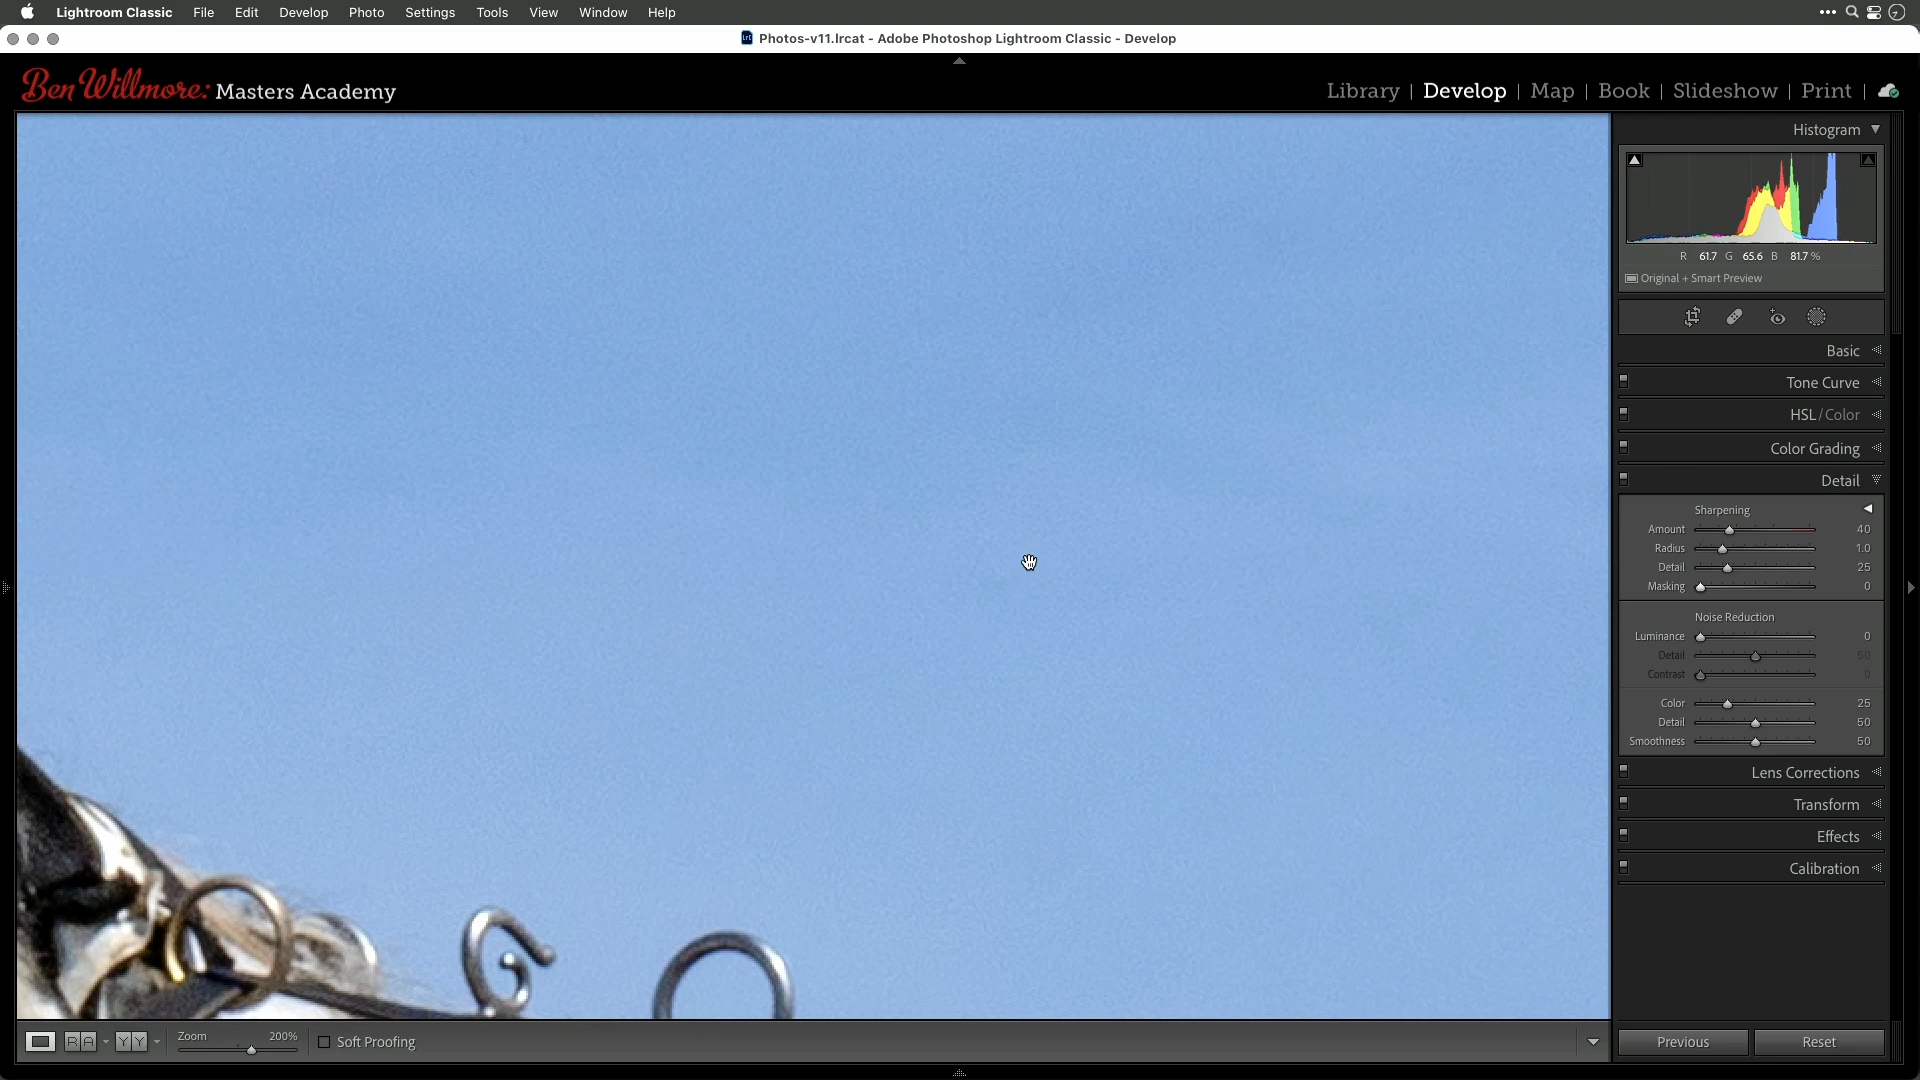 Lightroom Classic File Edit Develop Photo Settings Tools View Window Help
Photos-v11.lrcat - Adobe Photoshop Lightroom Classic - Develop
Ben Willmore: Masters Academy
Library | Develop | Map | Book | Slideshow | Print |
Histogram
R 61.7 G 65.6 B 81.7 %
Original + Smart Preview
Basic
Tone Curve
HSL / Color
Color Grading
Detail
Sharpening
Amount 40
Radius 1.0
Detail 25
Masking 0
Noise Reduction
Luminance 0
Detail 50
Contrast 0
Color 25
Detail 50
Smoothness 50
Lens Corrections
Transform
Effects
Calibration
R A Y Y Zoom 200% Soft Proofing
Previous Reset